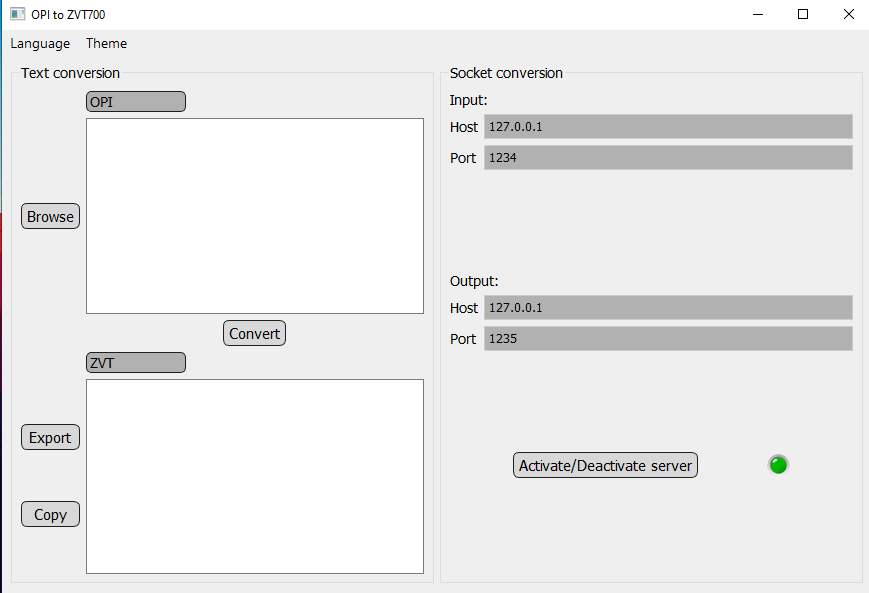 OPI to ZVT700
Language Theme
Text conversion
OPI
Browse
Convert
ZVT
Export
Copy
Socket conversion
Input:
Host 127.0.0.1
Port 1234
Output:
Host 127.0.0.1
Port 1235
Activate/Deactivate server